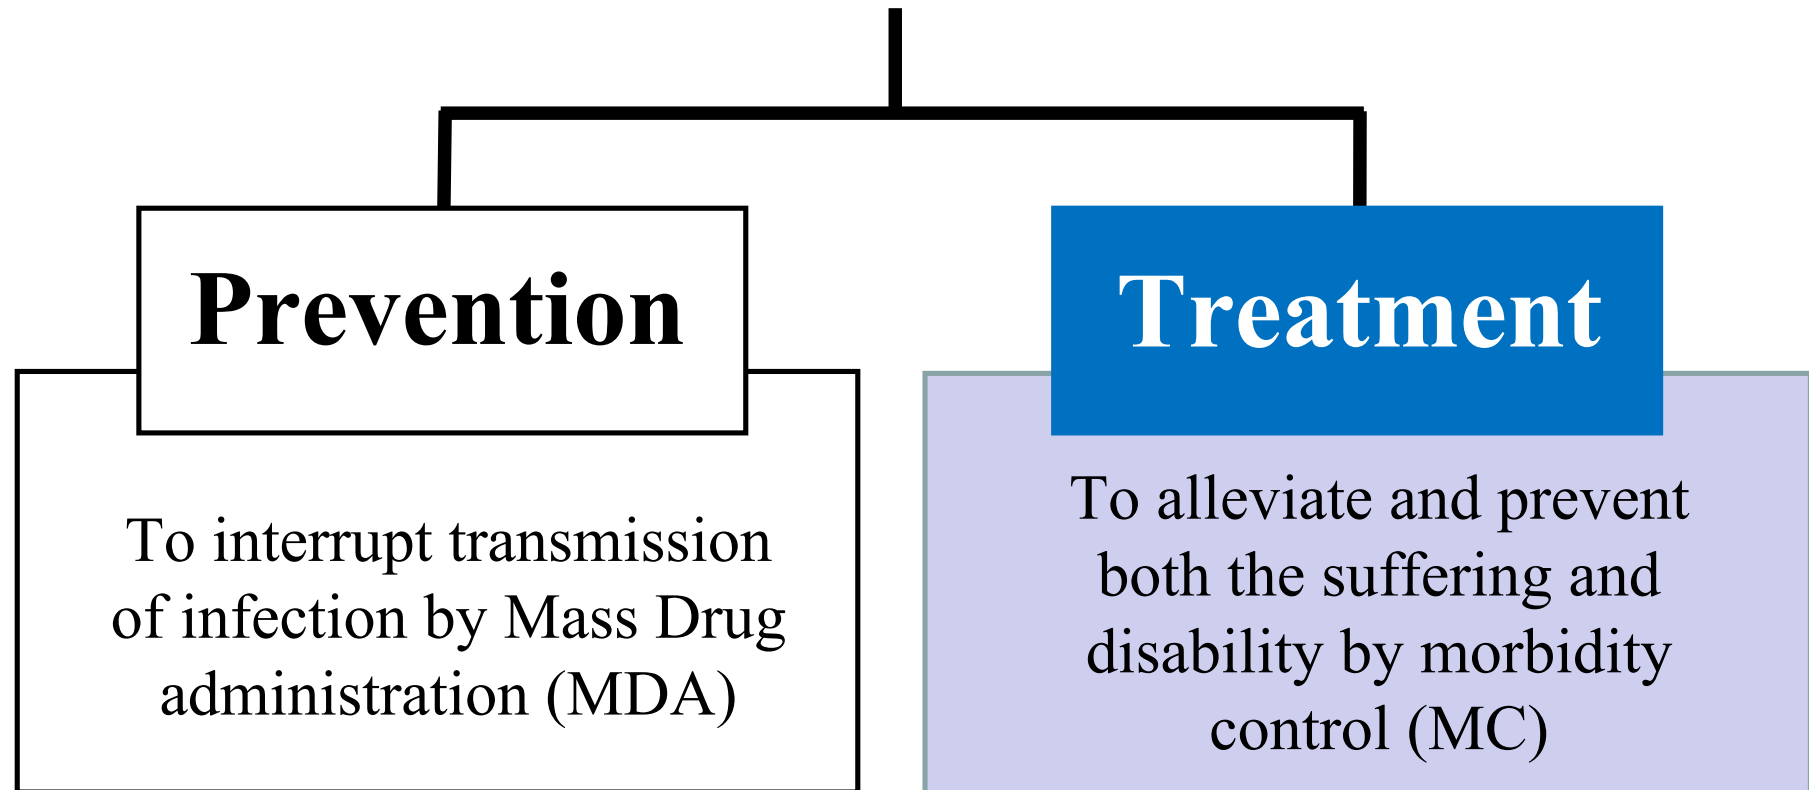 Prevention
To interrupt transmission
of infection by Mass Drug
administration (MDA)
Treatment
To alleviate and prevent
both the suffering and
disability by morbidity
control (MC)